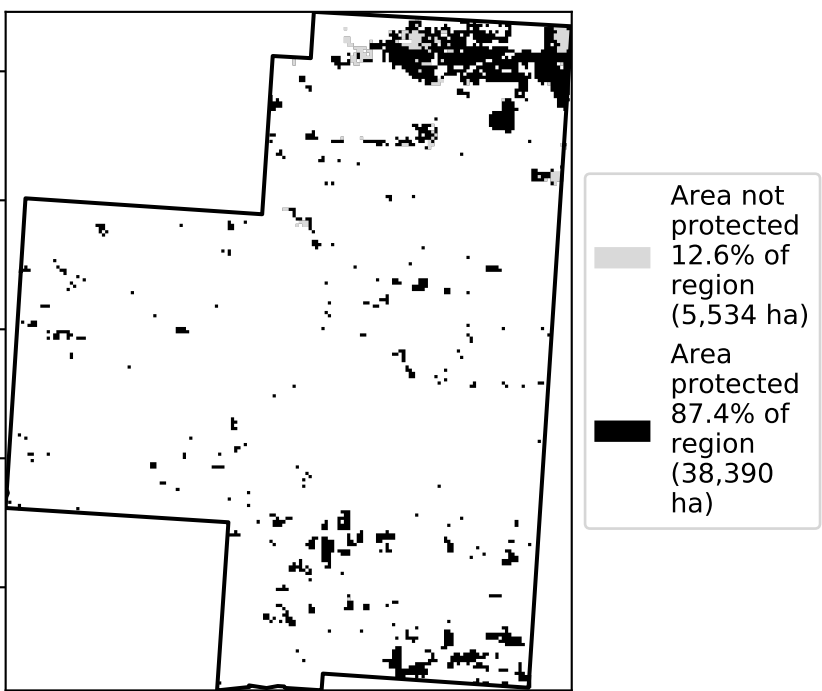 Area not
protected
12.6% of
region
(5,534 ha)
Area
protected
87.4% of
region
(38,390
ha)